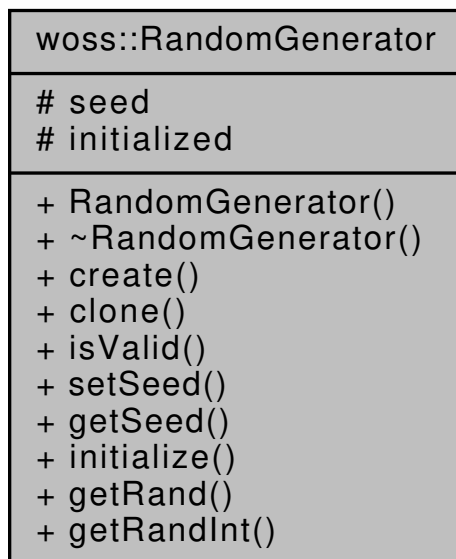 woss::RandomGenerator
# seed
# initialized
+ RandomGenerator()
+ ~RandomGenerator()
+ create()
+ clone()
+ isValid()
+ setSeed()
+ getSeed()
+ initialize()
+ getRand()
+ getRandInt()